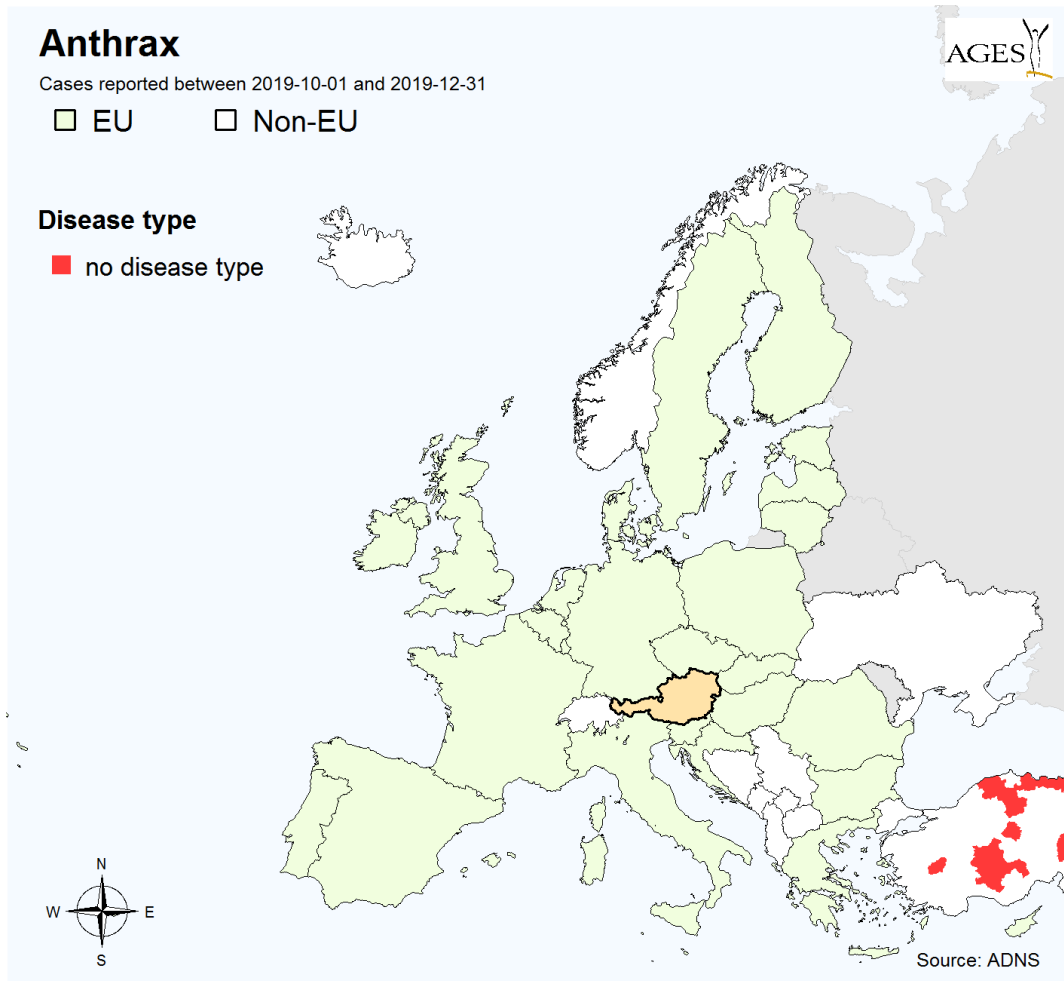 Anthrax
AGES
Cases reported between 2019-10-01 and 2019-12-31
EU Non-EU
Disease type
no disease type
N
W E
S
Source: ADNS